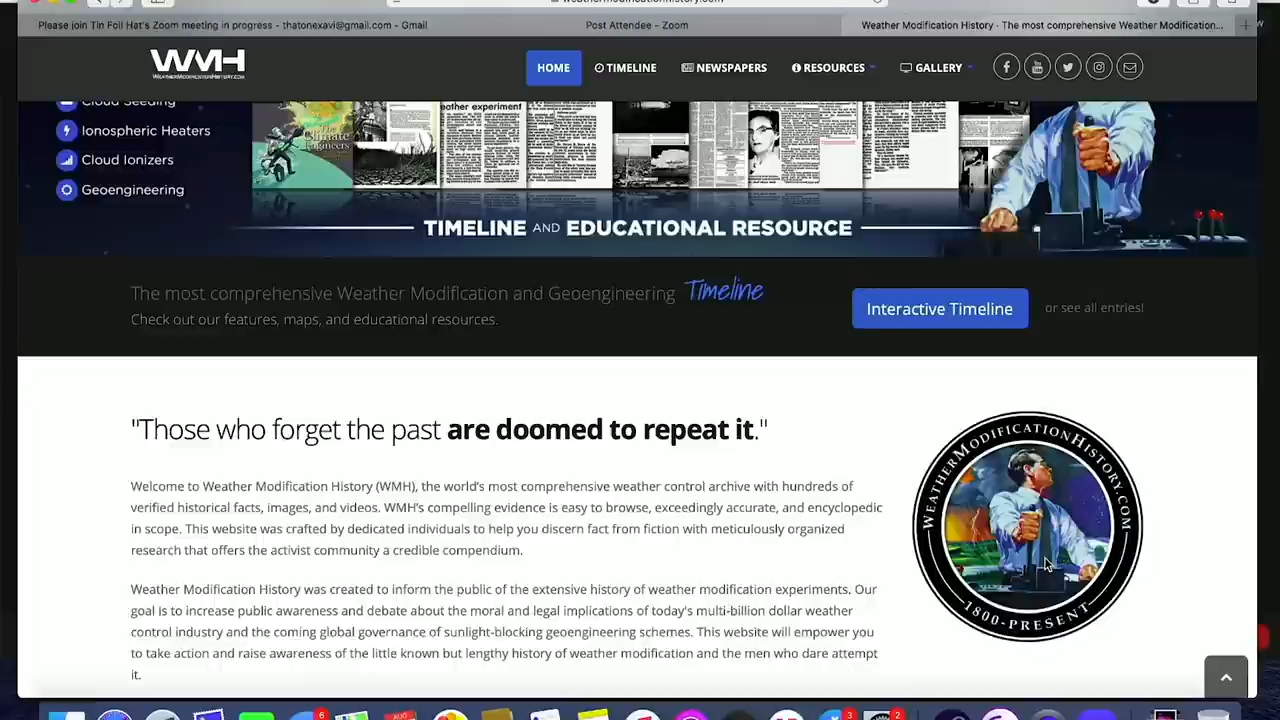 Please join Tin Foil Hat's Zoom meeting in progress - thatonexavi@gmail.com - Gmail
Post Attendee - Zoom
Weather Modification History - The most comprehensive Weather Modification...
WMH
WEATHERMODIFICATIONHISTORY.COM
HOME
TIMELINE
NEWSPAPERS
RESOURCES
GALLERY
Cloud Seeding
Ionospheric Heaters
Cloud Ionizers
Geoengineering
Climate
Engineers
weather experiment
TIMELINE AND EDUCATIONAL RESOURCE
The most comprehensive Weather Modification and Geoengineering Timeline
Check out our features, maps, and educational resources.
Interactive Timeline
or see all entries!
"Those who forget the past are doomed to repeat it."
Welcome to Weather Modification History (WMH), the world's most comprehensive weather control archive with hundreds of
verified historical facts, images, and videos. WMH's compelling evidence is easy to browse, exceedingly accurate, and encyclopedic
in scope. This website was crafted by dedicated individuals to help you discern fact from fiction with meticulously organized
research that offers the activist community a credible compendium.
Weather Modification History was created to inform the public of the extensive history of weather modification experiments. Our
goal is to increase public awareness and debate about the moral and legal implications of today's multi-billion dollar weather
control industry and the coming global governance of sunlight-blocking geoengineering schemes. This website will empower you
to take action and raise awareness of the little known but lengthy history of weather modification and the men who dare attempt
it.
WEATHERMODIFICATIONHISTORY.COM
1800-PRESENT
6
AUG
3
2